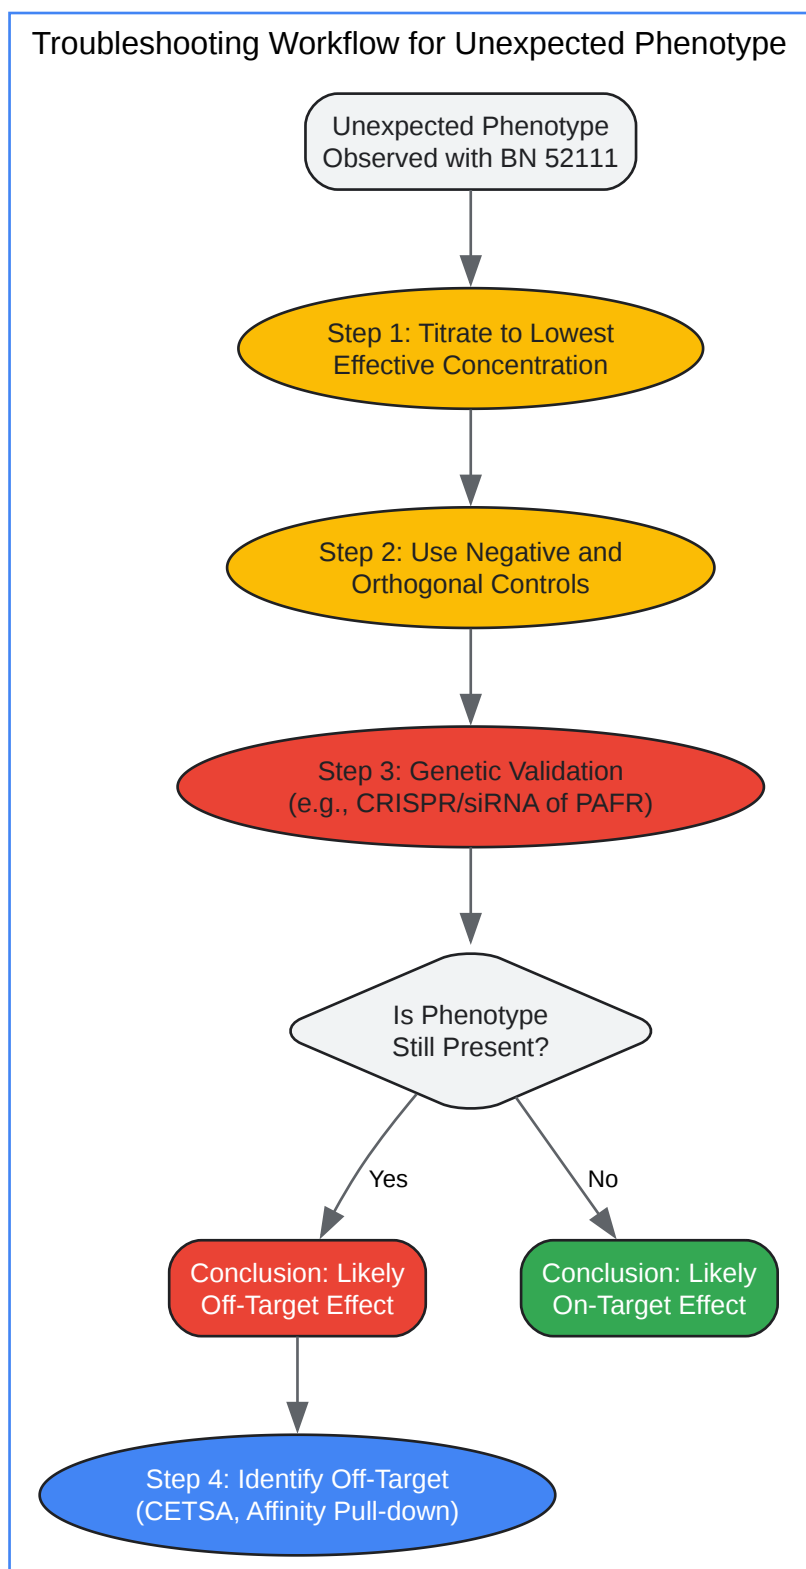 Troubleshooting Workflow for Unexpected Phenotype
Unexpected Phenotype
Observed with BN 52111
Step 1: Titrate to Lowest
Effective Concentration
Step 2: Use Negative and
Orthogonal Controls
Step 3: Genetic Validation
(e.g., CRISPR/siRNA of PAFR)
Is Phenotype
Still Present?
Yes
No
Conclusion: Likely
Off-Target Effect
Conclusion: Likely
On-Target Effect
Step 4: Identify Off-Target
(CETSA, Affinity Pull-down)